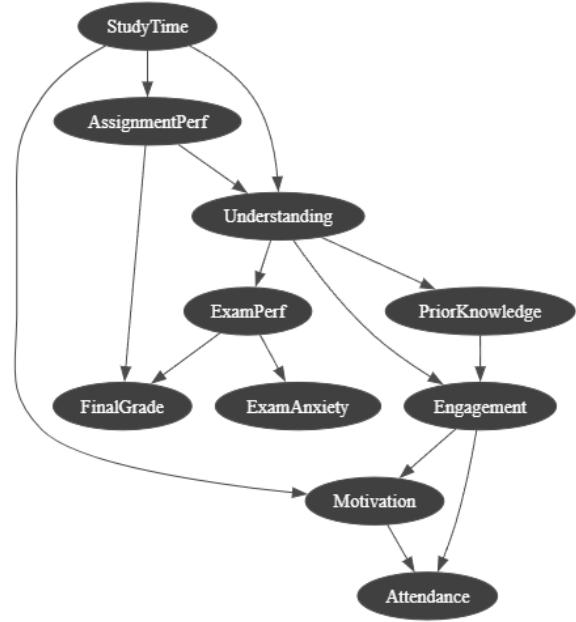 StudyTime
AssignmentPerf
Understanding
ExamPerf
PriorKnowledge
FinalGrade
ExamAnxiety
Engagement
Motivation
Attendance